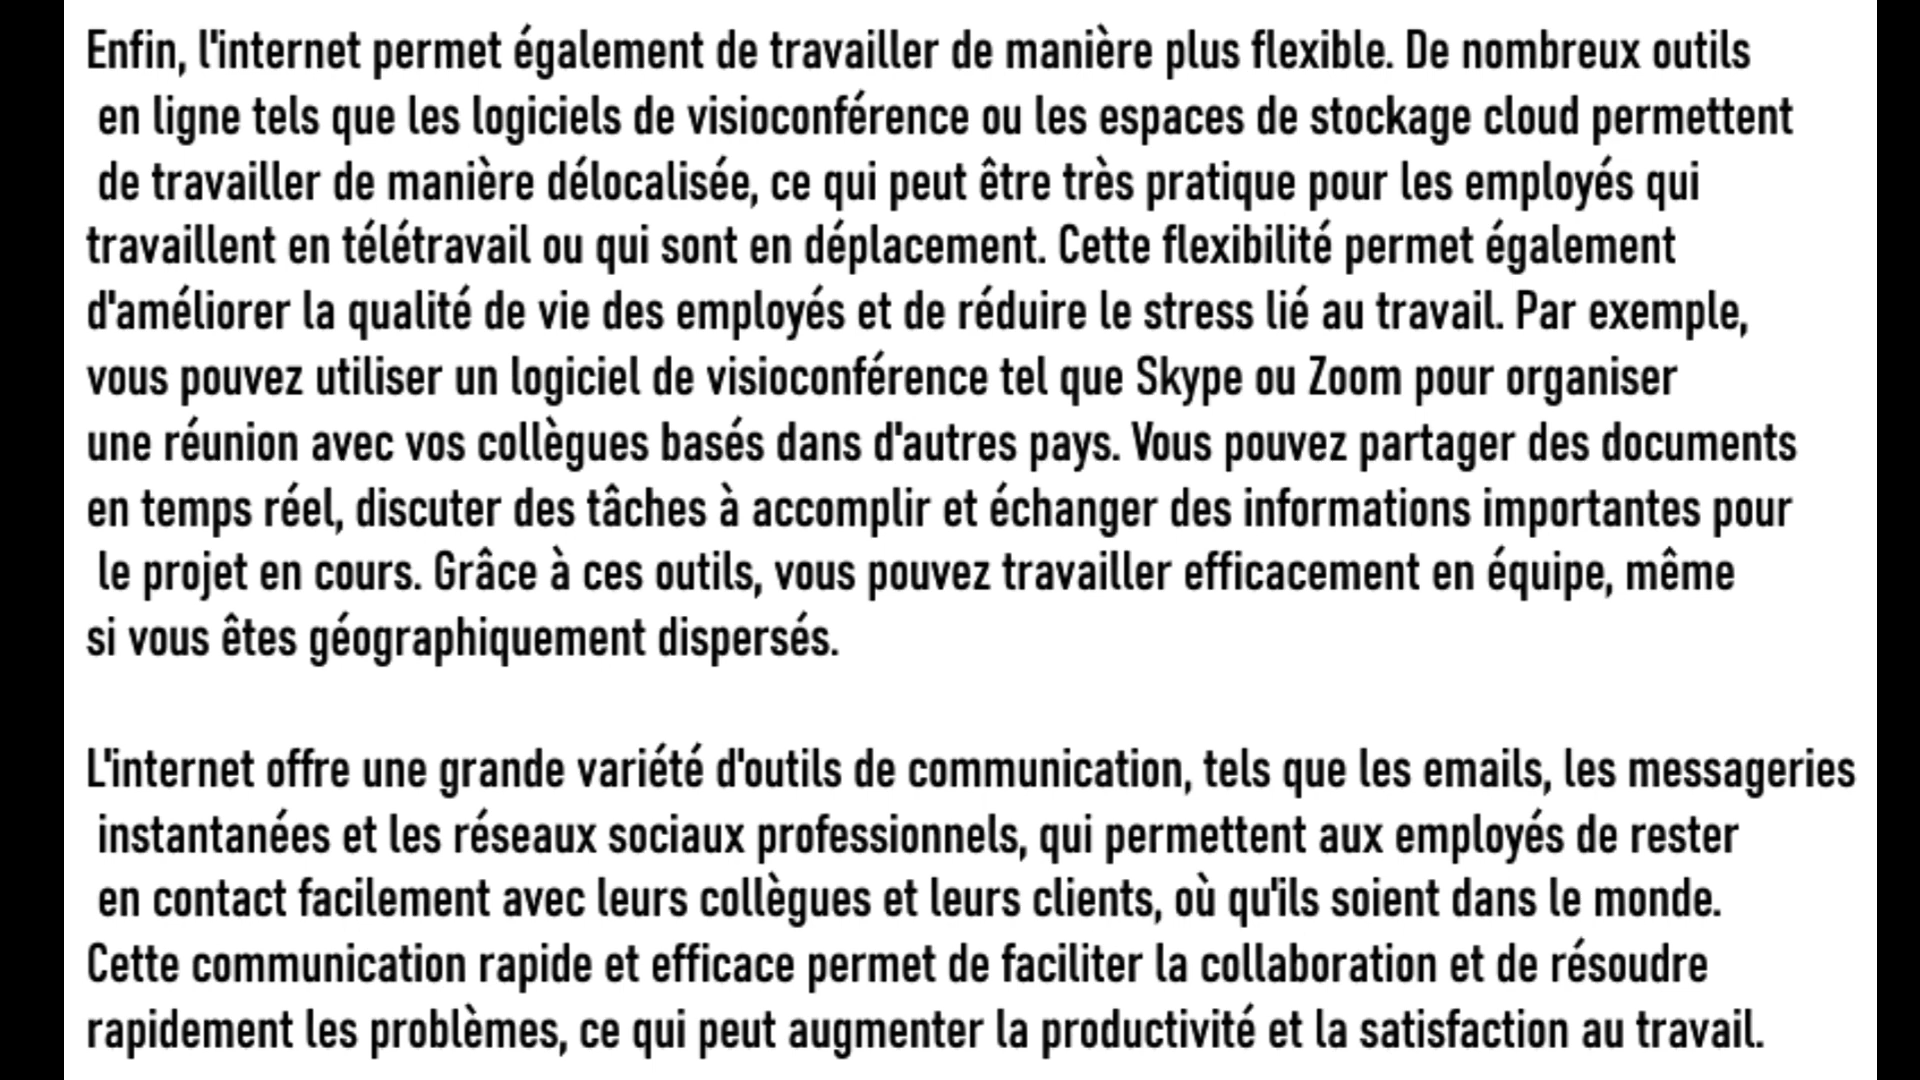 Enfin, l'internet permet également de travailler de manière plus flexible. De nombreux outils
en ligne tels que les logiciels de visioconférence ou les espaces de stockage cloud permettent
de travailler de manière délocalisée, ce qui peut être très pratique pour les employés qui
travaillent en télétravail ou qui sont en déplacement. Cette flexibilité permet également
d'améliorer la qualité de vie des employés et de réduire le stress lié au travail. Par exemple,
vous pouvez utiliser un logiciel de visioconférence tel que Skype ou Zoom pour organiser
une réunion avec vos collègues basés dans d'autres pays. Vous pouvez partager des documents
en temps réel, discuter des tâches à accomplir et échanger des informations importantes pour
le projet en cours. Grâce à ces outils, vous pouvez travailler efficacement en équipe, même
si vous êtes géographiquement dispersés.
L'internet offre une grande variété d'outils de communication, tels que les emails, les messageries
instantanées et les réseaux sociaux professionnels, qui permettent aux employés de rester
en contact facilement avec leurs collègues et leurs clients, où qu'ils soient dans le monde.
Cette communication rapide et efficace permet de faciliter la collaboration et de résoudre
rapidement les problèmes, ce qui peut augmenter la productivité et la satisfaction au travail.